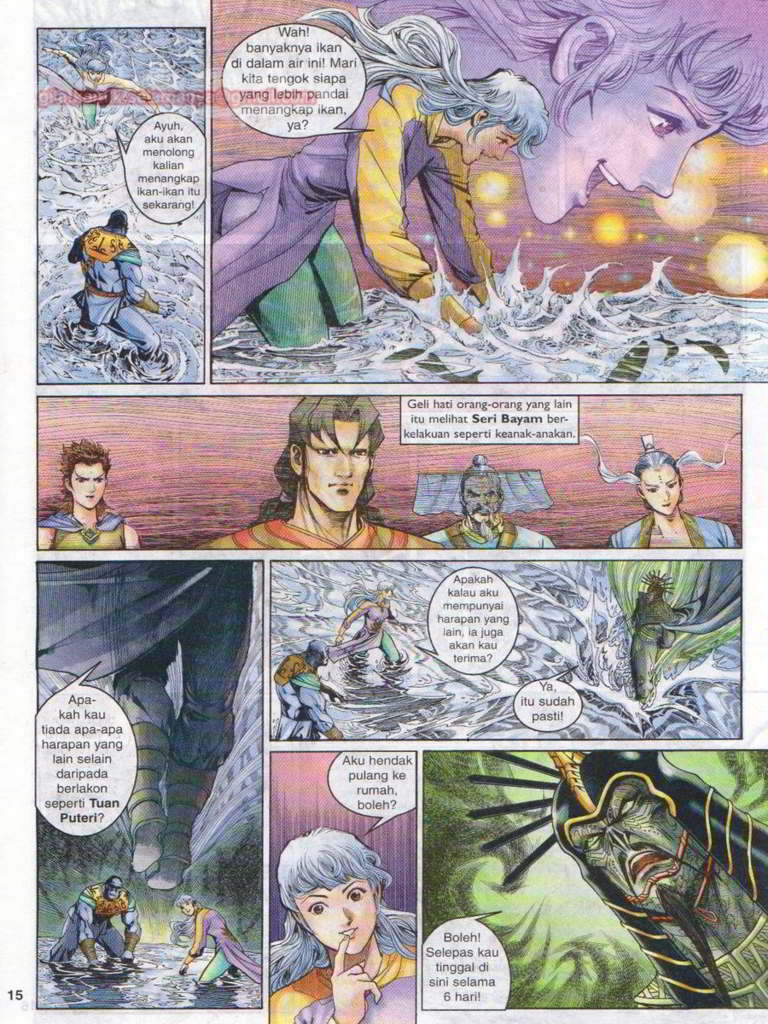 Wah!
banyaknya ikan
di dalam air ini! Mari
kita tengok siapa
yang lebih pandai
menangkap ikan,
ya?
Ayuh,
aku akan
menolong
kalian
menangkap
ikan-ikan itu
sekarang!
Geli hati orang-orang yang lain
itu melihat Seri Bayam ber-
kelakuan seperti keanak-anakan.
Apa-
kah kau
tiada apa-apa
harapan yang
lain selain
daripada
berlakon
seperti Tuan
Puteri?
Apakah
kalau aku
mempunyai
harapan yang
lain, ia juga
akan kau
terima?
Ya,
itu sudah
pasti!
Aku hendak
pulang ke
rumah,
boleh?
Boleh!
Selepas kau
tinggal di
sini selama
6 hari!
15